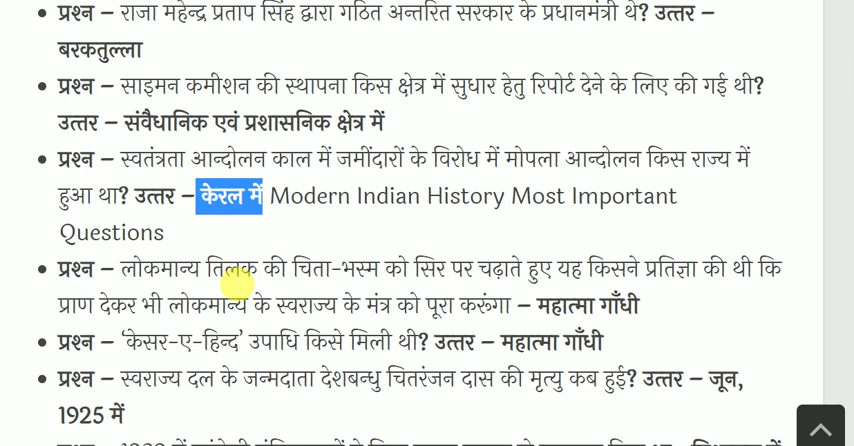 प्रश्न – राजा महेन्द्र प्रताप सिंह द्वारा गठित अन्तरित सरकार के प्रधानमंत्री थे? उत्तर –
बरकतुल्ला
प्रश्न – साइमन कमीशन की स्थापना किस क्षेत्र में सुधार हेतु रिपोर्ट देने के लिए की गई थी?
उत्तर – संवैधानिक एवं प्रशासनिक क्षेत्र में
प्रश्न – स्वतंत्रता आन्दोलन काल में जमींदारों के विरोध में मोपला आन्दोलन किस राज्य में
हुआ था? उत्तर – केरल में Modern Indian History Most Important
Questions
प्रश्न – लोकमान्य तिलक की चिता-भस्म को सिर पर चढ़ाते हुए यह किसने प्रतिज्ञा की थी कि
प्राण देकर भी लोकमान्य के स्वराज्य के मंत्र को पूरा करूंगा – महात्मा गाँधी
प्रश्न – ‘केसर-ए-हिन्द’ उपाधि किसे मिली थी? उत्तर – महात्मा गाँधी
प्रश्न – स्वराज्य दल के जन्मदाता देशबन्धु चितरंजन दास की मृत्यु कब हुई? उत्तर – जून,
1925 में